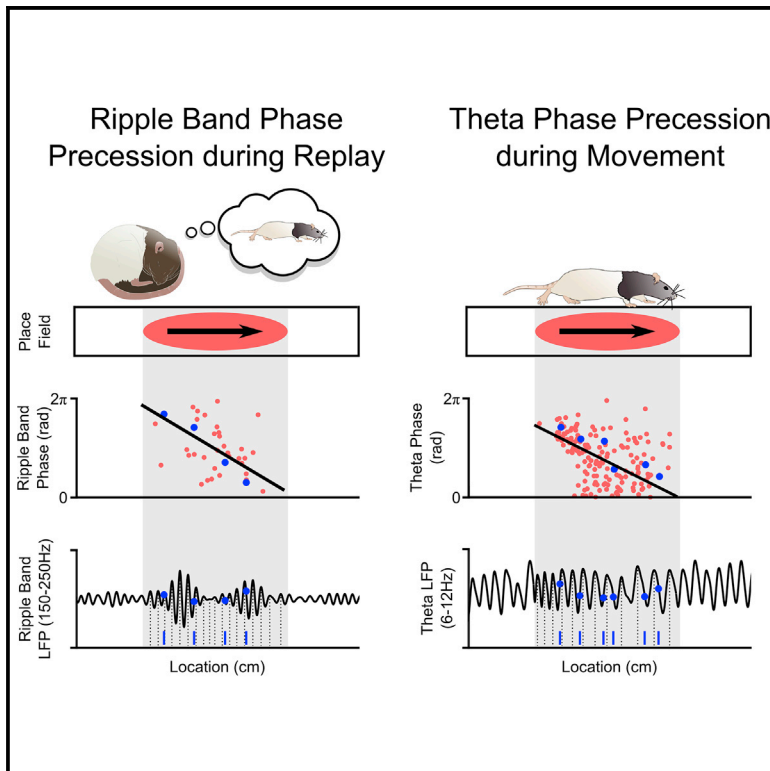 Ripple Band Phase
Precession during Replay
Theta Phase Precession
during Movement
Place
Field
2π
Ripple Band
Phase (rad)
0
2π
Theta Phase
(rad)
0
Ripple Band
LFP (150-250Hz)
Location (cm)
Theta LFP
(6-12Hz)
Location (cm)